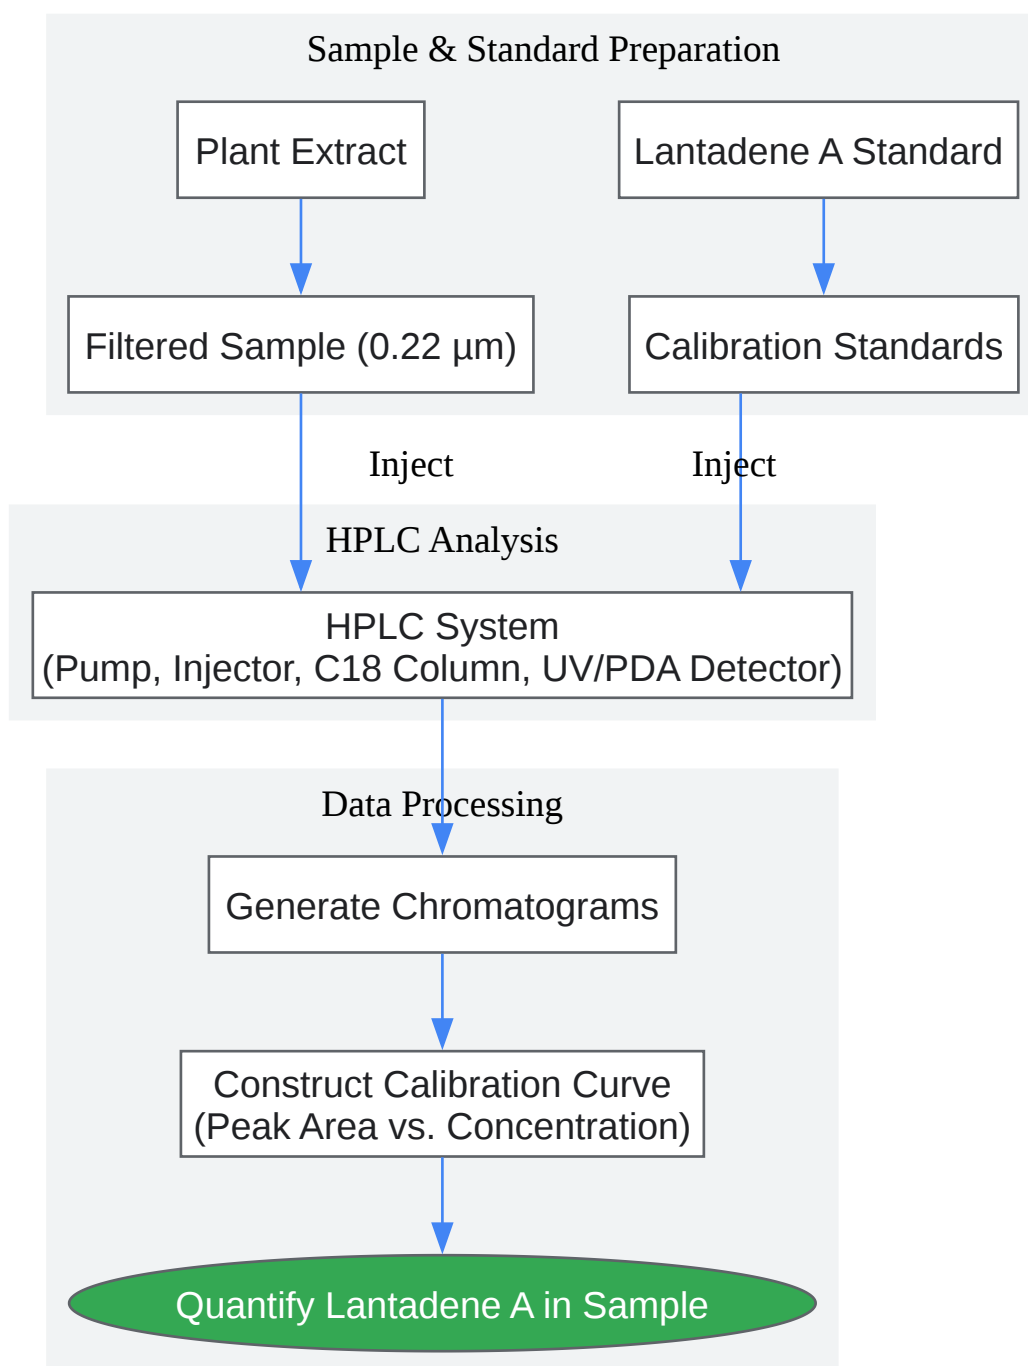 Sample & Standard Preparation
Plant Extract
Lantadene A Standard
Filtered Sample (0.22 µm)
Calibration Standards
Inject
Inject
HPLC Analysis
HPLC System
(Pump, Injector, C18 Column, UV/PDA Detector)
Data Processing
Generate Chromatograms
Construct Calibration Curve
(Peak Area vs. Concentration)
Quantify Lantadene A in Sample